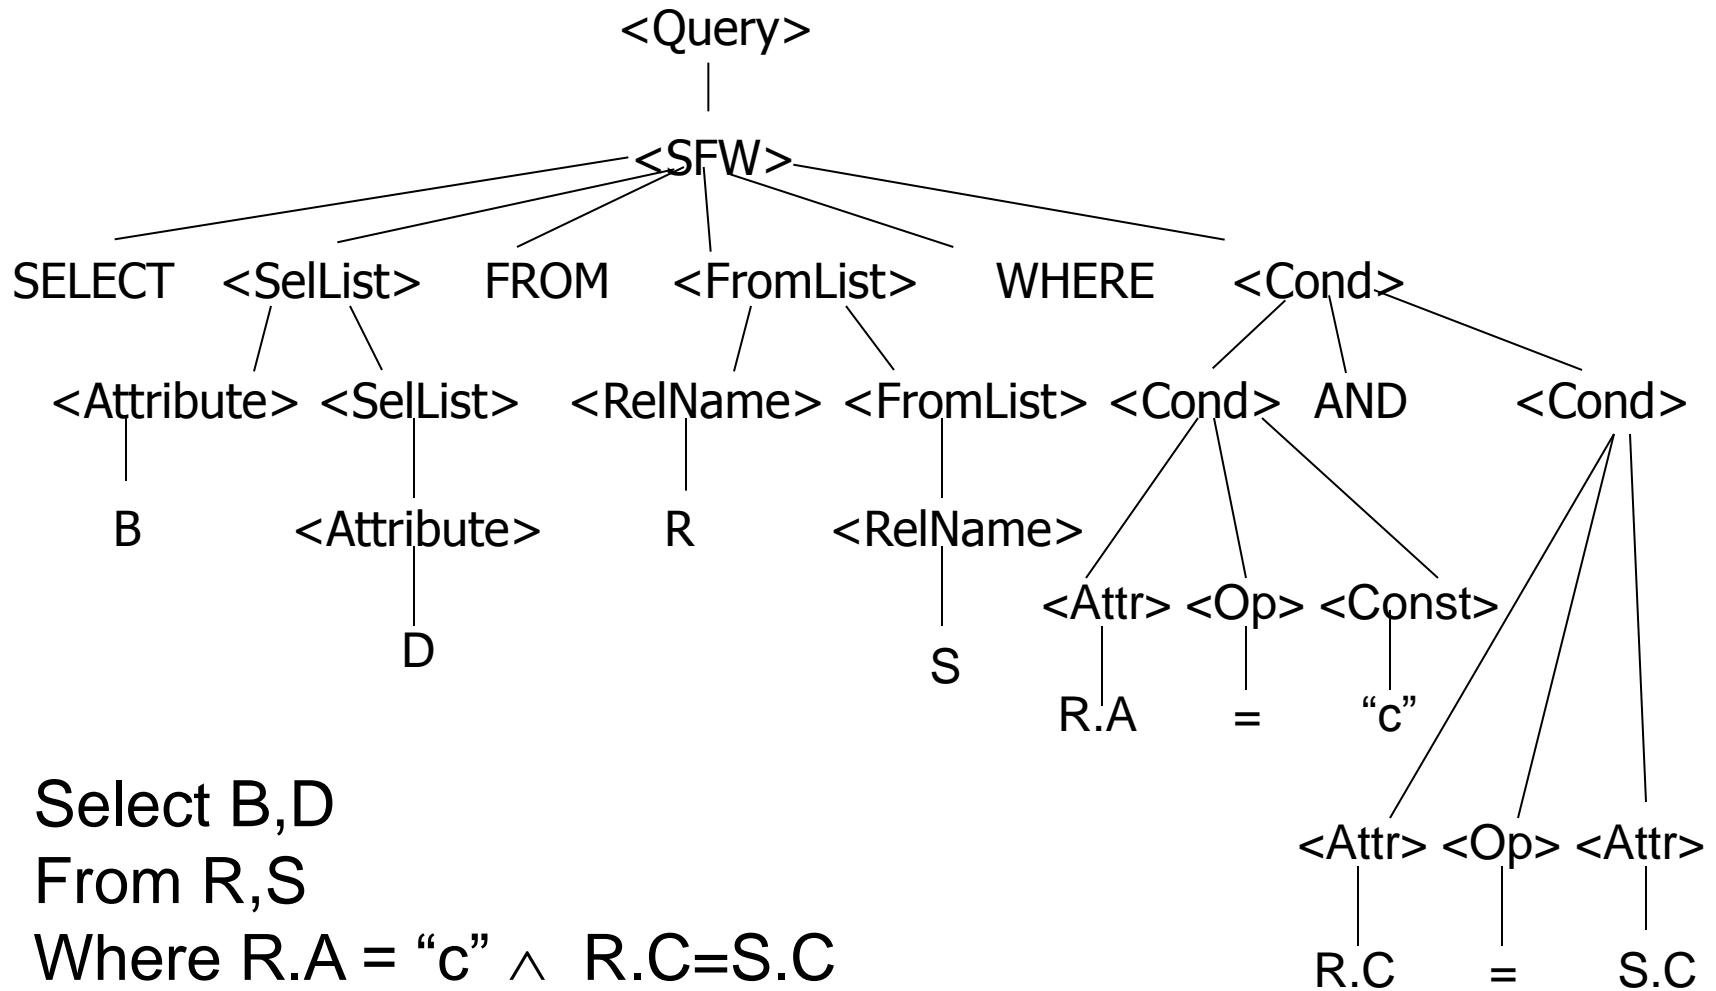 <Query>
<SFW>
SELECT <SelList> FROM <FromList> WHERE <Cond>
<Attribute> <SelList> <RelName> <FromList> <Cond> AND <Cond>
B <Attribute> R <RelName>
<Attr> <Op> <Const>
D S
R.A = “c”
<Attr> <Op> <Attr>
R.C = S.C
Select B,D
From R,S
Where R.A = “c” ∧ R.C=S.C